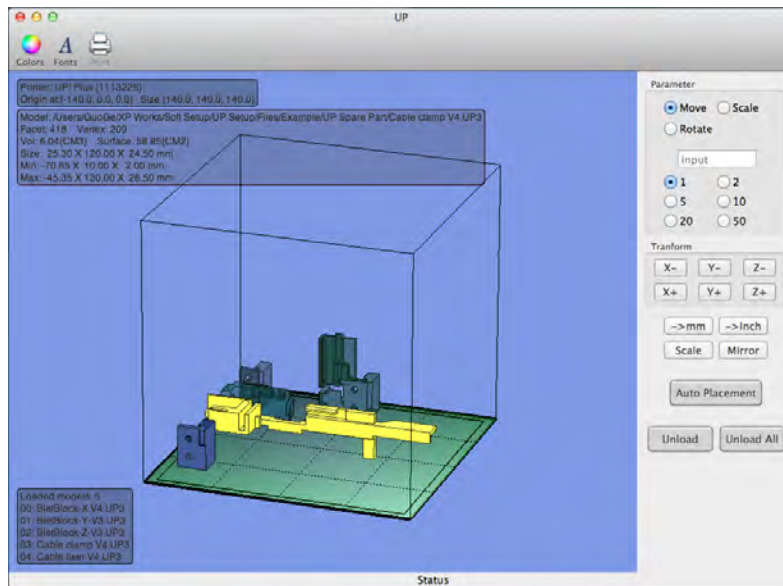 UP
Colors Fonts Print
Printer: UP! Plus (1113226)
Origin at:(-140.0, 0.0, 0.0) Size (140.0, 140.0, 140.0)
Model: /Users/GuoGe/XP Works/Soft Setup/UP Setup/Files/Example/UP Spare Part/Cable clamp V4.UP3
Facet: 418 Vertex: 209
Vol: 6.04(CM3) Surface: 58.85(CM2)
Size: 25.30 X 120.00 X 24.50 mm
Min: -70.65 X 10.00 X 2.00 mm
Max: -45.35 X 130.00 X 26.50 mm
Parameter
Move Scale
Rotate
input
1 2
5 10
20 50
Tranform
X- Y- Z-
X+ Y+ Z+
->mm ->Inch
Scale Mirror
Auto Placement
Unload Unload All
Loaded models: 5
00: BletBlock-X V4.UP3
01: BletBlock-Y-V3.UP3
02: BletBlock-Z-V3.UP3
03: Cable clamp V4.UP3
04: Cable fixer V4.UP3
Status